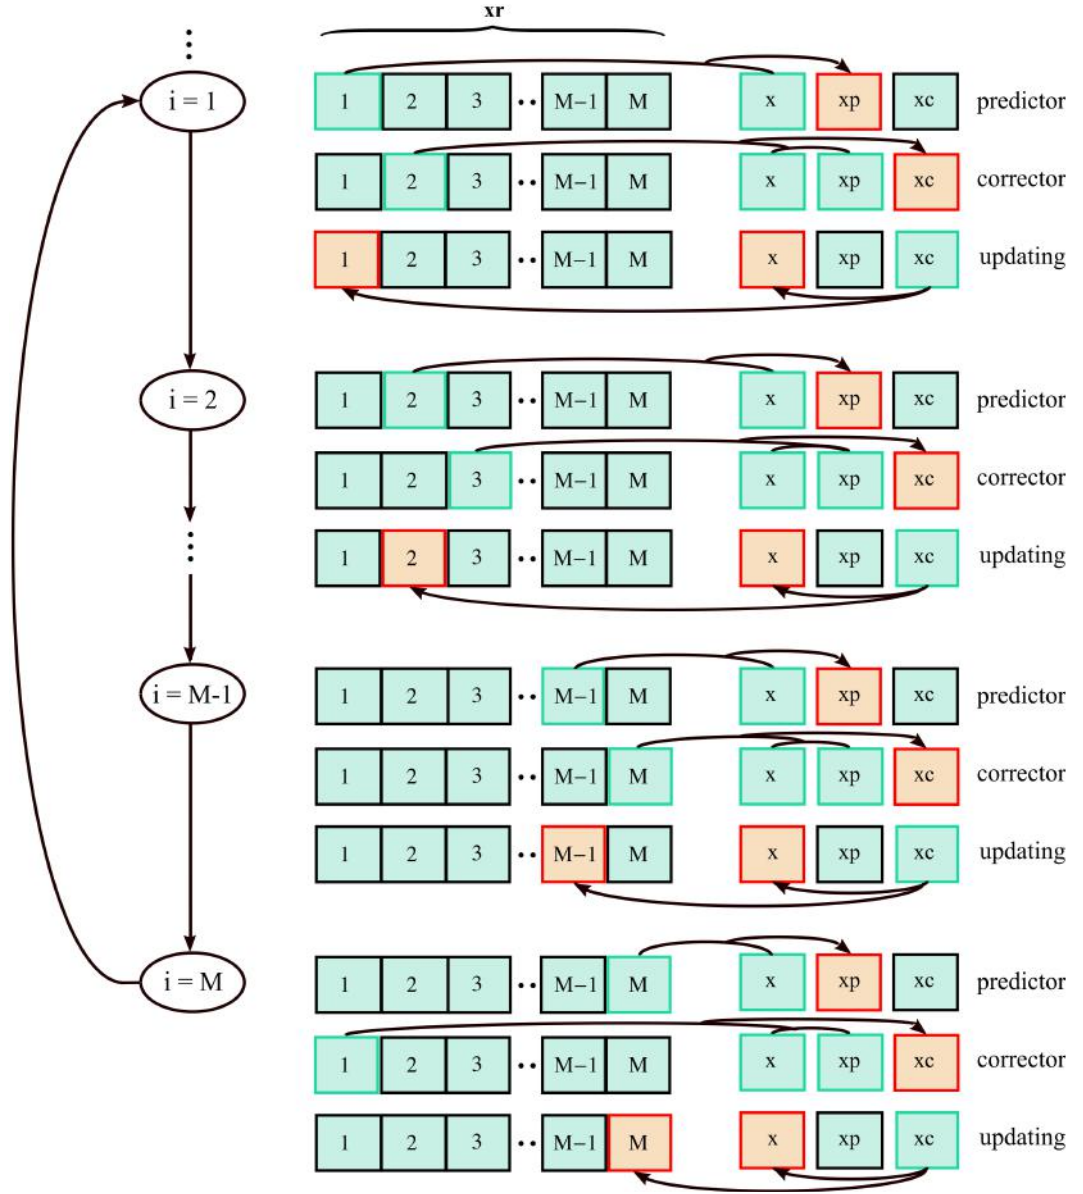 xr
⋮
i = 1
1 2 3 ·· M−1 M x xp xc predictor
1 2 3 ·· M−1 M x xp xc corrector
1 2 3 ·· M−1 M x xp xc updating
i = 2
1 2 3 ·· M−1 M x xp xc predictor
1 2 3 ·· M−1 M x xp xc corrector
⋮
1 2 3 ·· M−1 M x xp xc updating
i = M-1
1 2 3 ·· M−1 M x xp xc predictor
1 2 3 ·· M−1 M x xp xc corrector
1 2 3 ·· M−1 M x xp xc updating
i = M
1 2 3 ·· M−1 M x xp xc predictor
1 2 3 ·· M−1 M x xp xc corrector
1 2 3 ·· M−1 M x xp xc updating